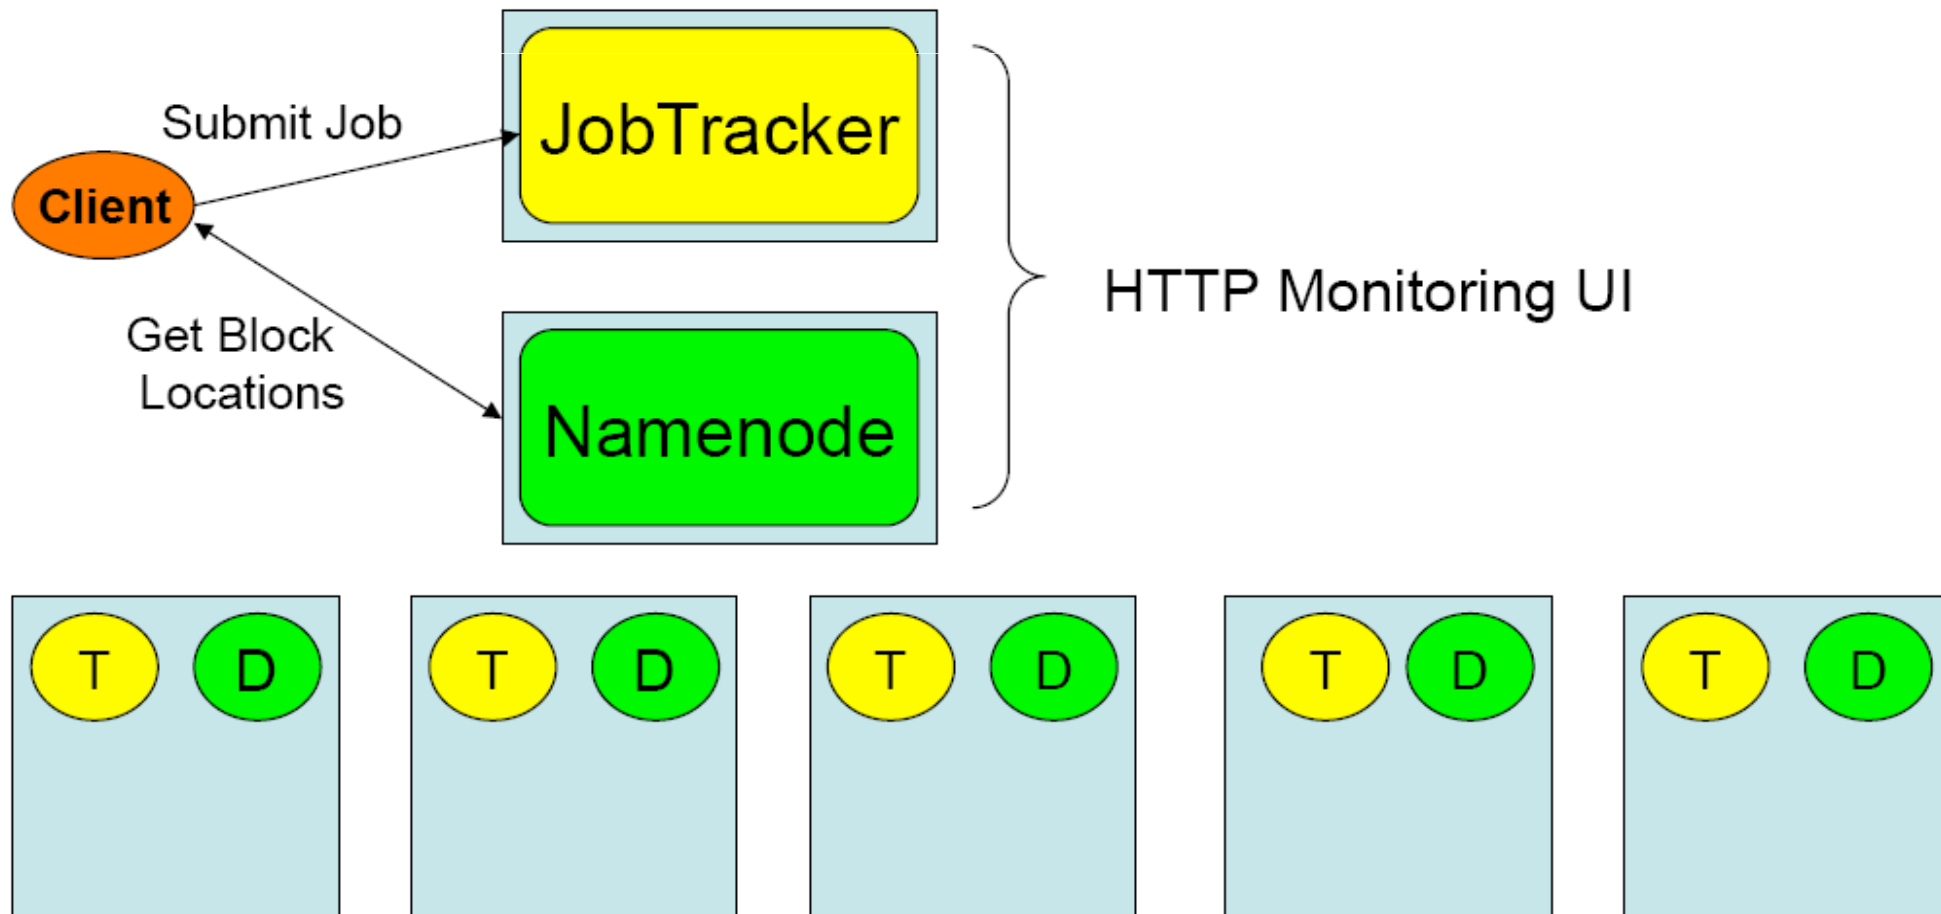 Submit Job
JobTracker
Client
HTTP Monitoring UI
Get Block
Locations
Namenode
T D T D T D T D T D